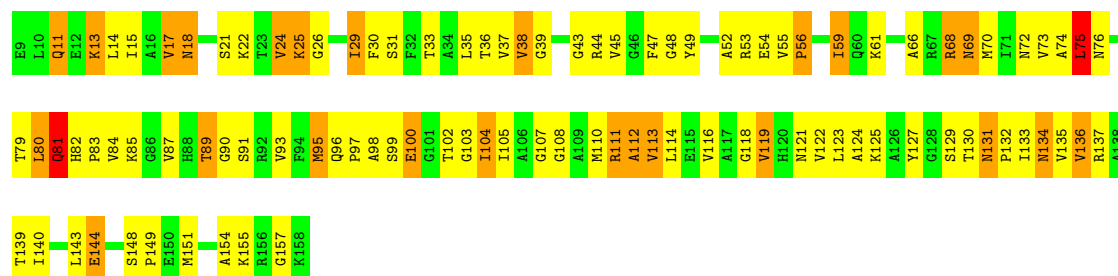 E9 L10 Q11 E12 K13 L14 I15 A16 V17 N18 S21 K22 T23 V24 K25 G26 I29 F30 S31 F32 T33 A34 L35 T36 V37 V38 G39 G43 R44 V45 G46 F47 G48 Y49 A52 R53 E54 V55 P56 I59 Q60 K61 A66 R67 R68 N69 M70 I71 N72 V73 A74 L75 N76
T79 L80 Q81 H82 P83 V84 K85 G86 V87 H88 T89 G90 S91 R92 V93 F94 M95 Q96 P97 A98 S99 E100 G101 T102 G103 I104 I105 A106 G107 G108 A109 M110 R111 A112 V113 L114 E115 V116 A117 G118 V119 H120 N121 V122 L123 A124 K125 A126 Y127 G128 S129 T130 N131 P132 I133 N134 V135 V136 R137 A138
T139 I140 L143 E144 S148 P149 E150 M151 A154 K155 R156 G157 K158